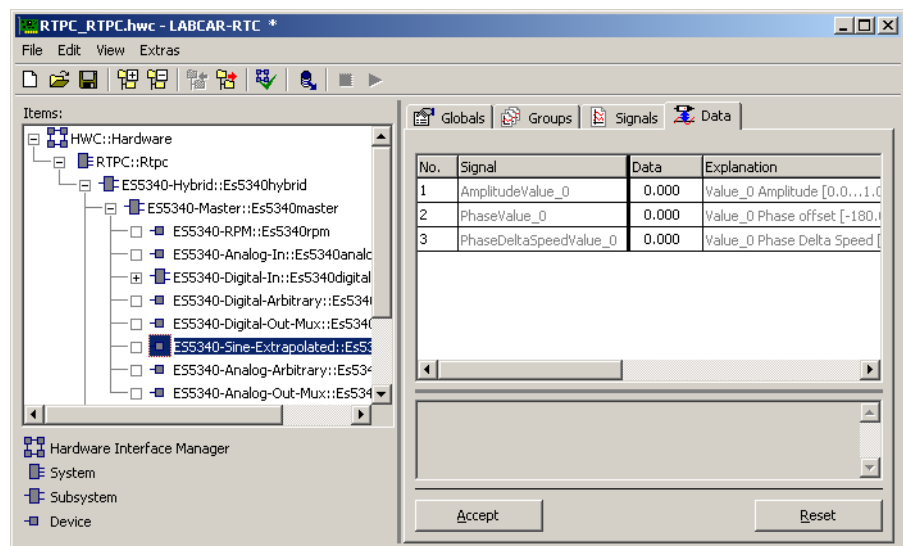 RTPC_RTPC.hwc - LABCAR-RTC *
File Edit View Extras
Items:
HWC::Hardware
RTPC::Rtpc
ES5340-Hybrid::Es5340hybrid
ES5340-Master::Es5340master
ES5340-RPM::Es5340rpm
ES5340-Analog-In::Es5340analo
ES5340-Digital-In::Es5340digital
ES5340-Digital-Arbitrary::Es534
ES5340-Digital-Out-Mux::Es534
ES5340-Sine-Extrapolated::Es53
ES5340-Analog-Arbitrary::Es534
ES5340-Analog-Out-Mux::Es534
Hardware Interface Manager
System
Subsystem
Device
Globals Groups Signals Data
No. Signal Data Explanation
1 AmplitudeValue_0 0.000 Value_0 Amplitude [0.0...1.0
2 PhaseValue_0 0.000 Value_0 Phase offset [-180.
3 PhaseDeltaSpeedValue_0 0.000 Value_0 Phase Delta Speed [
Accept Reset